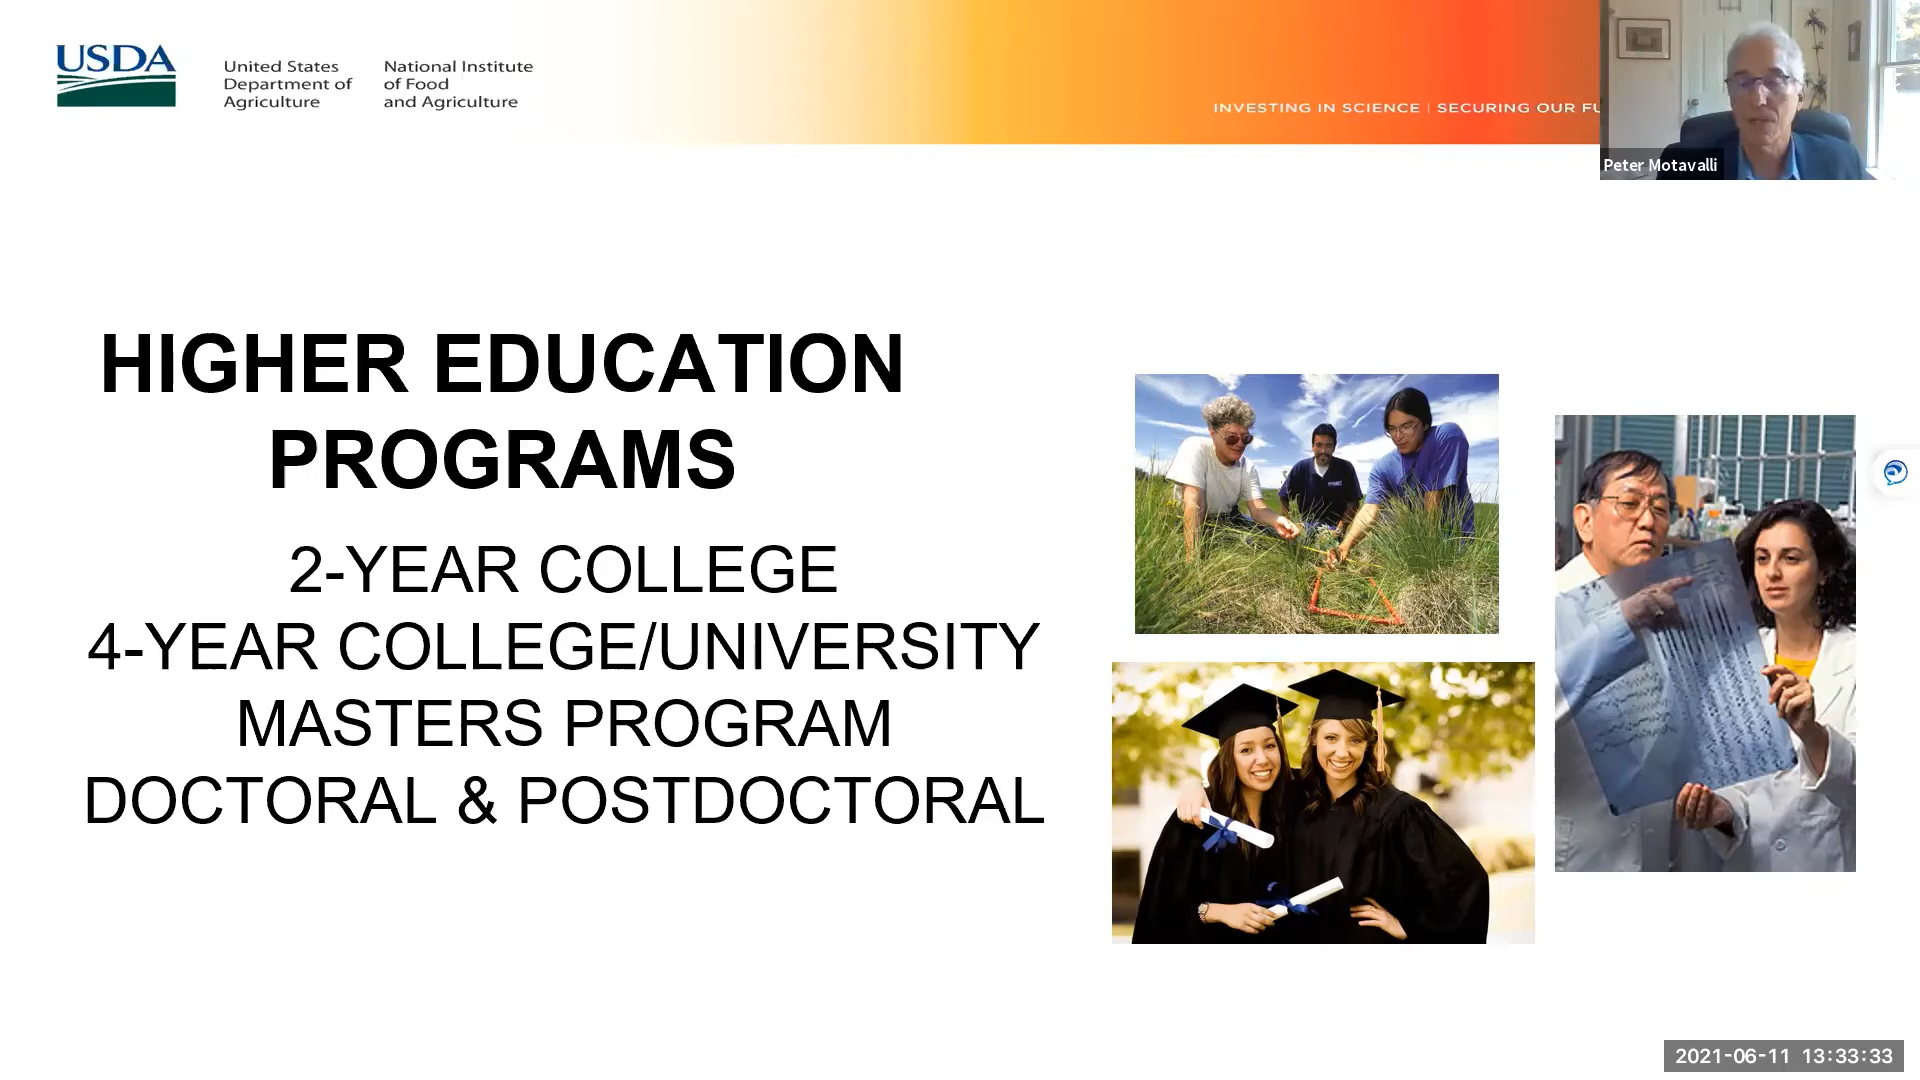 USDA
United States
Department of
Agriculture
National Institute
of Food
and Agriculture
INVESTING IN SCIENCE | SECURING OUR FU
Peter Motavalli
HIGHER EDUCATION
PROGRAMS
2-YEAR COLLEGE
4-YEAR COLLEGE/UNIVERSITY
MASTERS PROGRAM
DOCTORAL & POSTDOCTORAL
2021-06-11 13:33:33